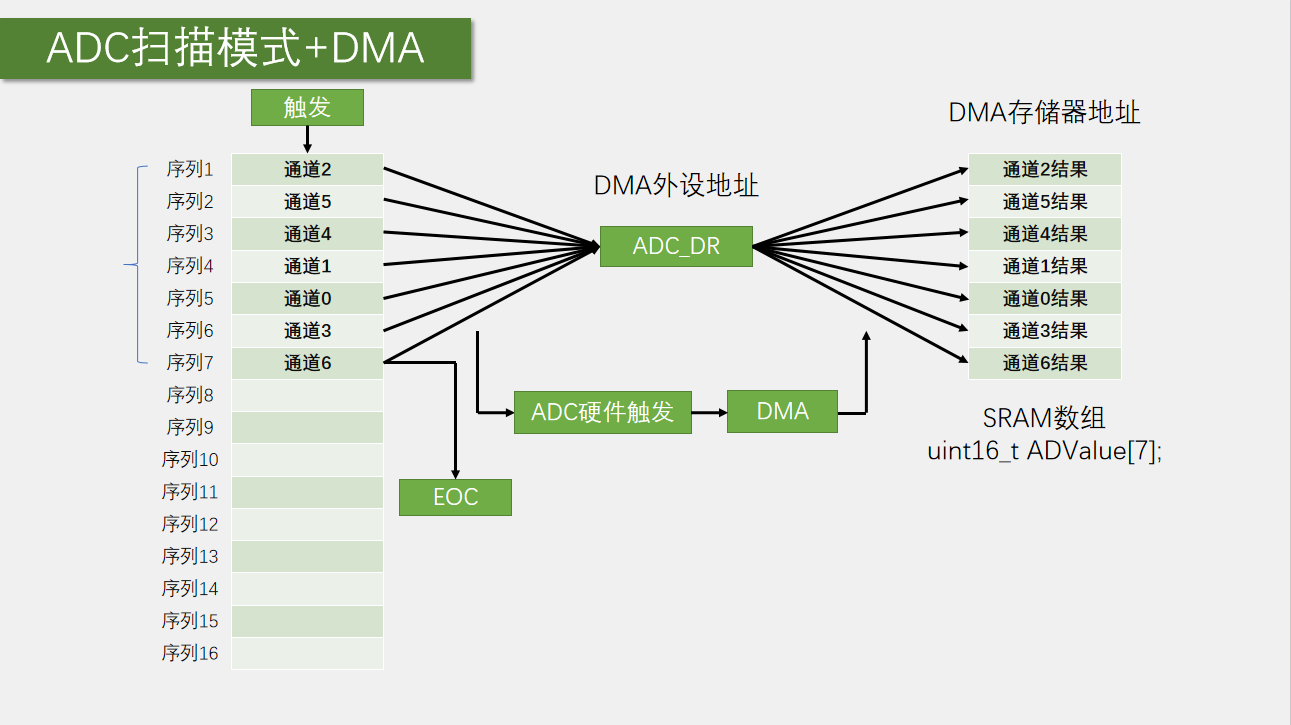 ADC扫描模式+DMA
触发
DMA存储器地址
序列1 通道2
序列2 通道5
序列3 通道4
序列4 通道1
序列5 通道0
序列6 通道3
序列7 通道6
序列8
序列9
序列10
序列11
序列12
序列13
序列14
序列15
序列16
DMA外设地址
ADC_DR
ADC硬件触发
DMA
EOC
通道2结果
通道5结果
通道4结果
通道1结果
通道0结果
通道3结果
通道6结果
SRAM数组
uint16_t ADValue[7];